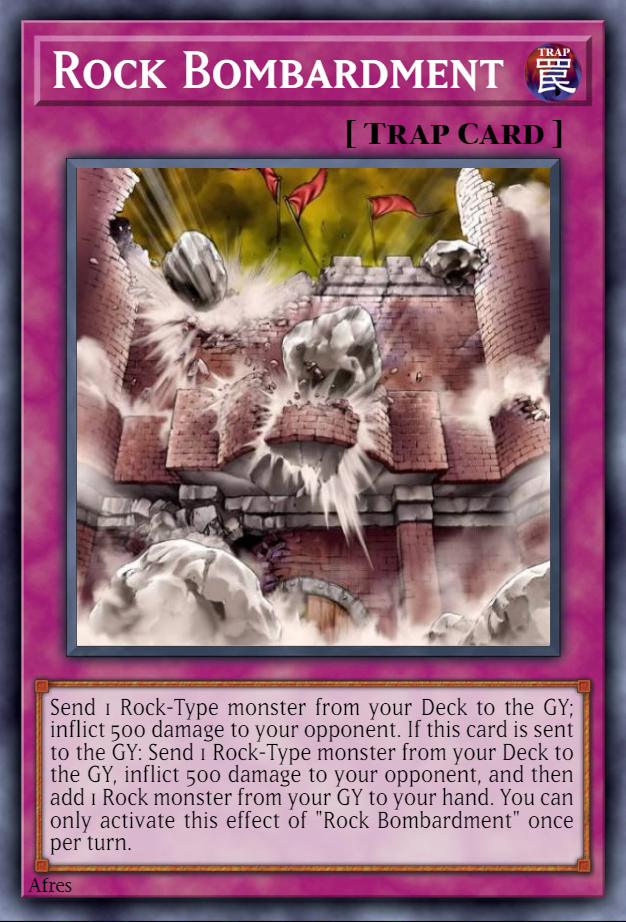 Rock Bombardment
TRAP
罠
[ Trap Card ]
Send 1 Rock-Type monster from your Deck to the GY;
inflict 500 damage to your opponent. If this card is sent
to the GY: Send 1 Rock-Type monster from your Deck to
the GY, inflict 500 damage to your opponent, and then
add 1 Rock monster from your GY to your hand. You can
only activate this effect of "Rock Bombardment" once
per turn.
Afres